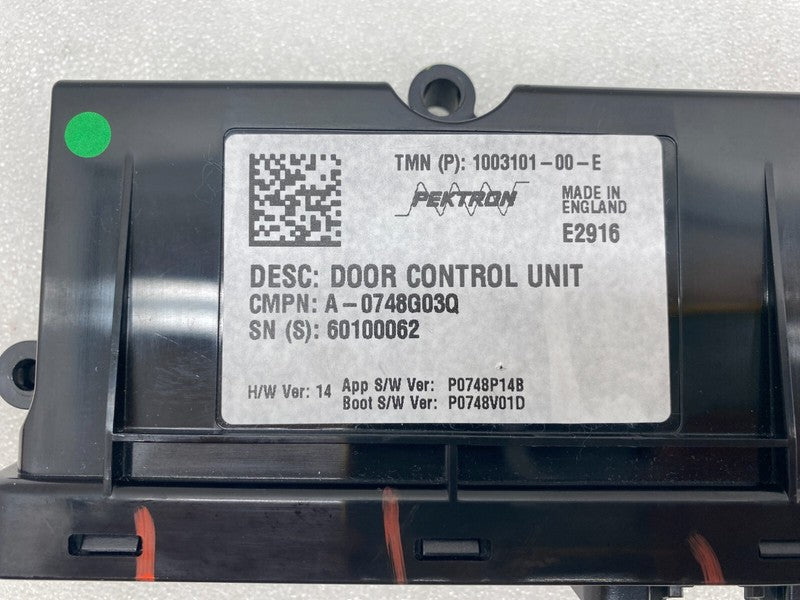 TMN (P): 1003101-00-E
PEKTRON
MADE IN
ENGLAND
E2916
DESC: DOOR CONTROL UNIT
CMPN: A-0748G03Q
SN (S): 60100062
H/W Ver: 14
App S/W Ver: P0748P14B
Boot S/W Ver: P0748V01D